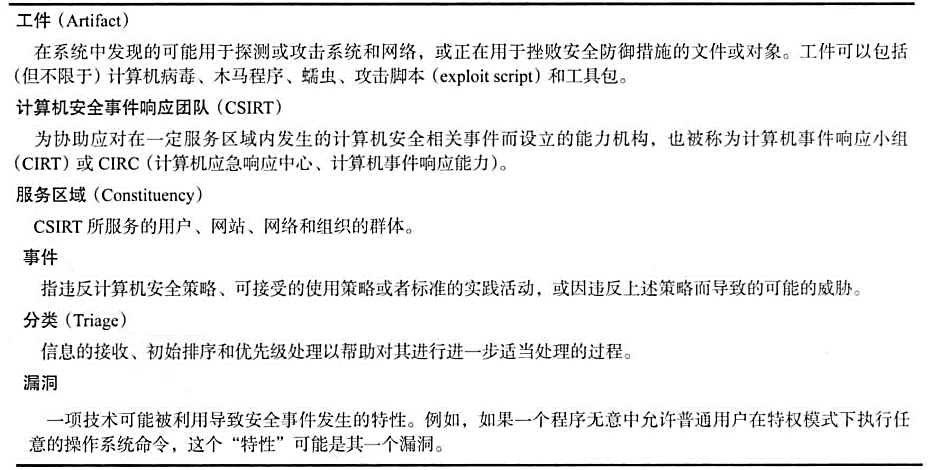 工件（Artifact）
在系统中发现的可能用于探测或攻击系统和网络，或正在用于挫败安全防御措施的文件或对象。工件可以包括
（但不限于）计算机病毒、木马程序、蠕虫、攻击脚本（exploit script）和工具包。
计算机安全事件响应团队（CSIRT）
为协助应对在一定服务区域内发生的计算机安全相关事件而设立的能力机构，也被称为计算机事件响应小组
（CIRT）或 CIRC（计算机应急响应中心、计算机事件响应能力）。
服务区域（Constituency）
CSIRT 所服务的用户、网站、网络和组织的群体。
事件
指违反计算机安全策略、可接受的使用策略或者标准的实践活动，或因违反上述策略而导致的可能的威胁。
分类（Triage）
信息的接收、初始排序和优先级处理以帮助对其进行进一步适当处理的过程。
漏洞
一项技术可能被利用导致安全事件发生的特性。例如，如果一个程序无意中允许普通用户在特权模式下执行任
意的操作系统命令，这个“特性”可能是其一个漏洞。